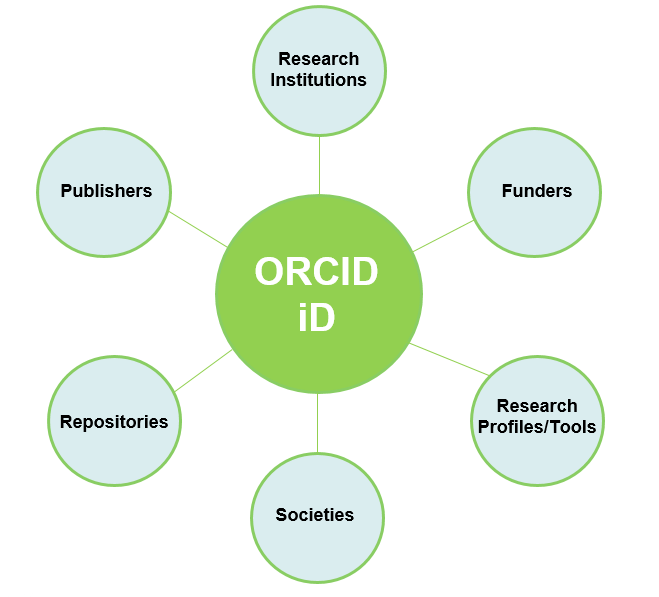 Research
Institutions
Publishers
Funders
ORCID
iD
Repositories
Research
Profiles/Tools
Societies